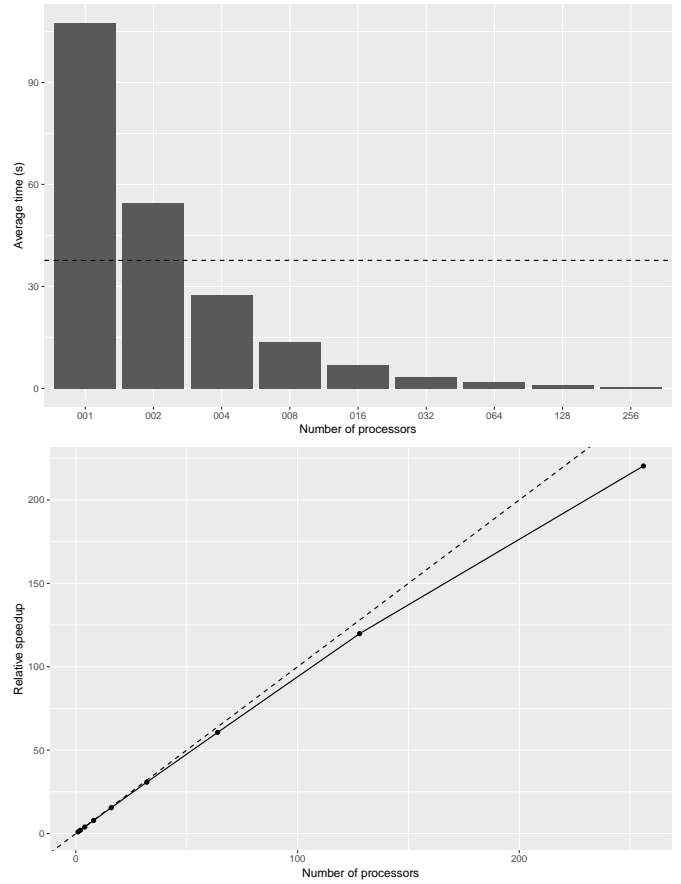 90
60
30
0
Average time (s)
001 002 004 008 016 032 064 128 256
Number of processors
200
150
100
50
0
Relative speedup
0 100 200
Number of processors